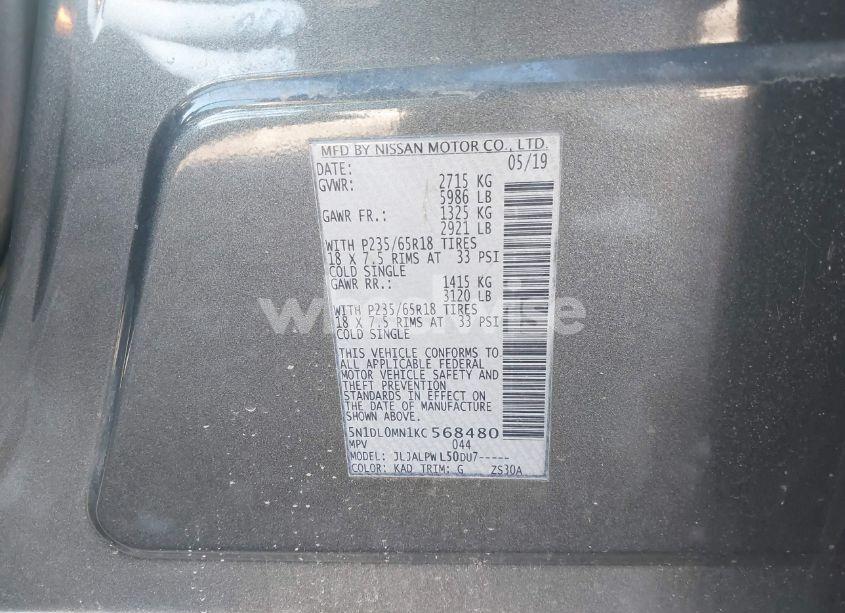 MFD BY NISSAN MOTOR CO., LTD.
DATE: 05/19
GVWR: 2715 KG
5986 LB
GAWR FR.: 1325 KG
2921 LB
WITH P235/65R18 TIRES
18 X 7.5 RIMS AT 33 PSI
COLD SINGLE
GAWR RR.: 1415 KG
3120 LB
WITH P235/65R18 TIRES
18 X 7.5 RIMS AT 33 PSI
COLD SINGLE
THIS VEHICLE CONFORMS TO
ALL APPLICABLE FEDERAL
MOTOR VEHICLE SAFETY AND
THEFT PREVENTION
STANDARDS IN EFFECT ON
THE DATE OF MANUFACTURE
SHOWN ABOVE.
5N1DL0MN1KC568480
MPV 044
MODEL: JLJALPWL50DU7-----
COLOR: KAD TRIM: G ZS30A